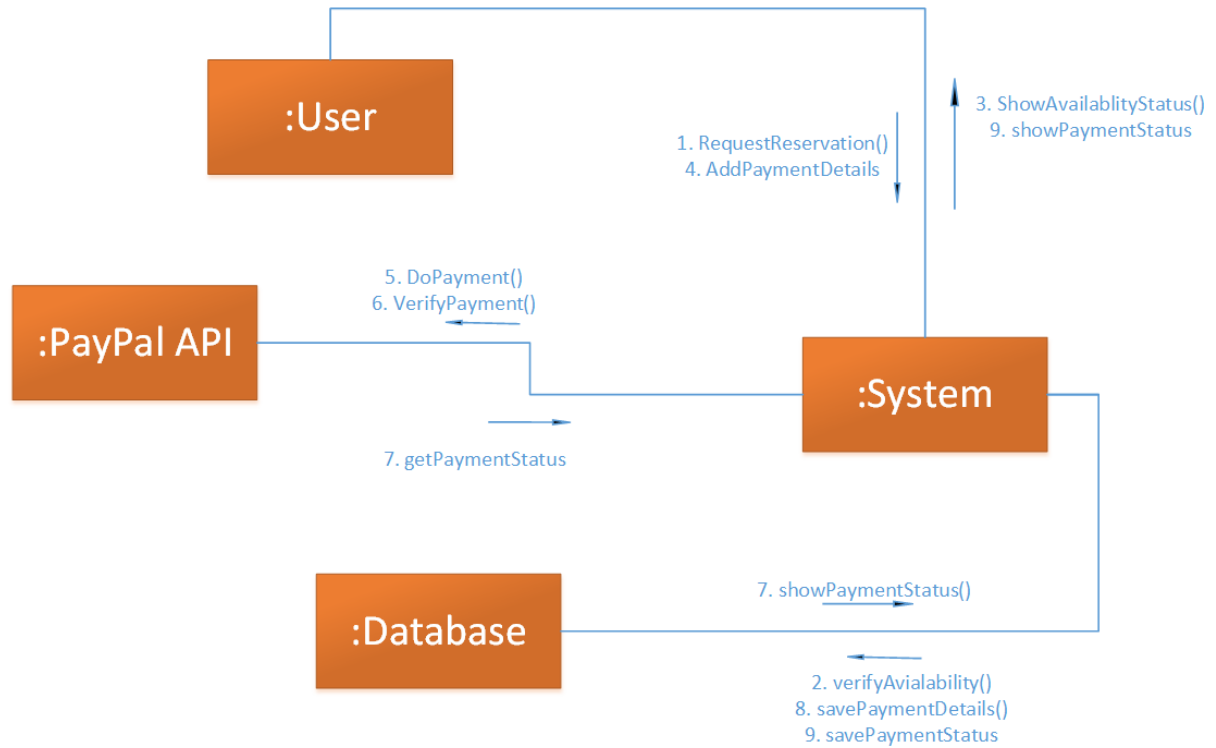 :User
3. ShowAvailablityStatus()
9. showPaymentStatus
1. RequestReservation()
4. AddPaymentDetails
5. DoPayment()
6. VerifyPayment()
:PayPal API
:System
7. getPaymentStatus
7. showPaymentStatus()
:Database
2. verifyAvialability()
8. savePaymentDetails()
9. savePaymentStatus